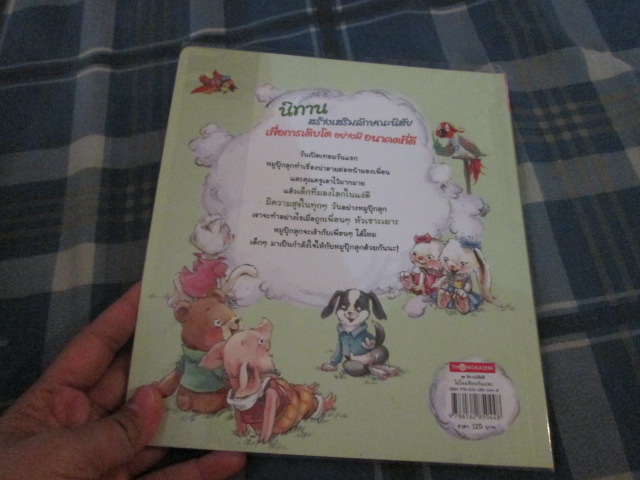 นิทาน
สร้างเสริมลักษณะนิสัย
เพื่อการเติบโต อย่างมี อนาคตที่ดี
วันเปิดเทอมวันแรก
หมูปุ๊กลุกทำเรื่องน่าอายต่อหน้าผองเพื่อน
และคุณครูเอาไว้มากมาย
แล้วเด็กที่มองโลกในแง่ดี
มีความสุขในทุกๆ วันอย่างหมูปุ๊กลุก
เขาจะทำอย่างไรเมื่อถูกเพื่อนๆ หัวเราะเยาะ
หมูปุ๊กลุกจะเข้ากับเพื่อนๆ ได้ไหม
เด็กๆ มาเป็นกำลังใจให้กับหมูปุ๊กลุกด้วยกันนะ!
THONGKASEM
ราคา 125 บาท